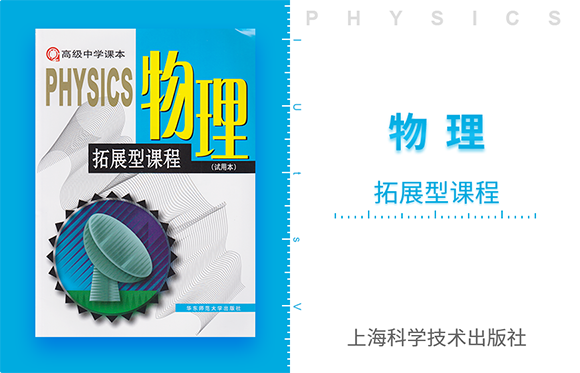 高级中学课本
PHYSICS
物理
拓展型课程
(试用本)
华东师范大学出版社
PHYSICS
I
U
t
s
V
物理
拓展型课程
上海科学技术出版社